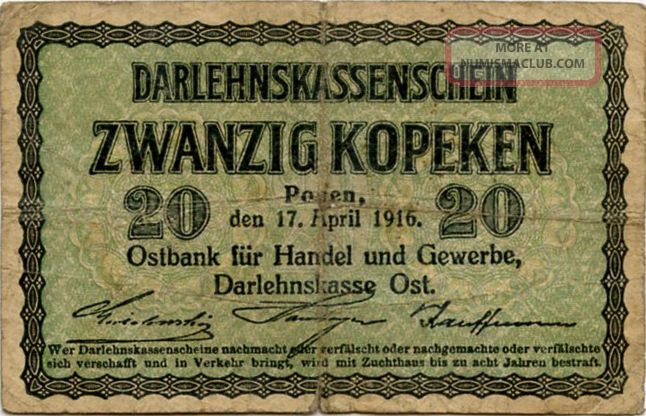 MORE AT
NUMISMACLUB.COM
DARLEHNSKASSENSCHEIN
ZWANZIG KOPEKEN
20 Posen, 20
den 17. April 1916.
Ostbank für Handel und Gewerbe,
Darlehnskasse Ost.
Kauffmann
Wer Darlehnskassenscheine nachmacht oder verfälscht oder nachgemachte oder verfälschte
sich verschafft und in Verkehr bringt, wird mit Zuchthaus bis zu acht Jahren bestraft.